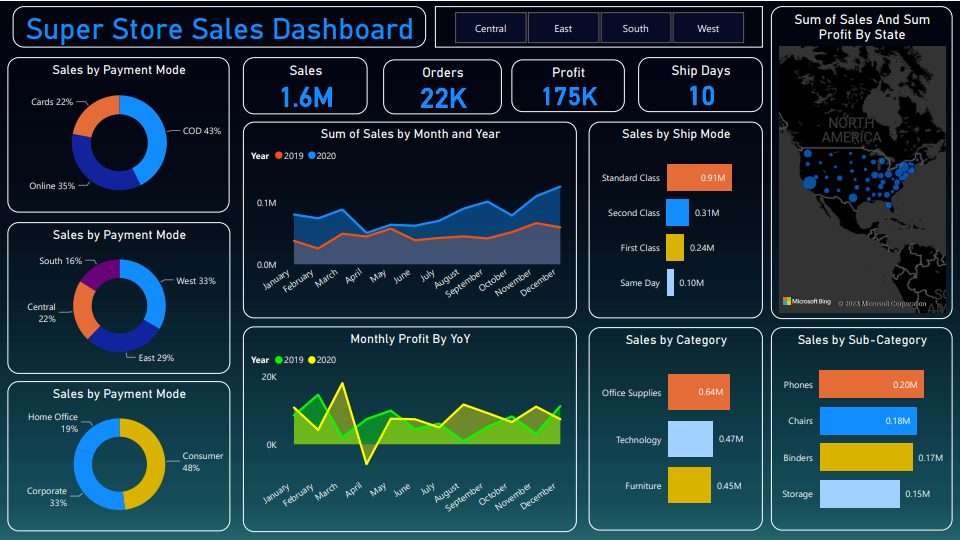 Super Store Sales Dashboard
Central East South West
Sum of Sales And Sum
Profit By State
Sales by Payment Mode
Cards 22%
COD 43%
Online 35%
Sales
1.6M
Orders
22K
Profit
175K
Ship Days
10
Sum of Sales by Month and Year
Year 2019 2020
0.1M
0.0M
January February March April May June July August September October November December
Sales by Ship Mode
Standard Class 0.91M
Second Class 0.31M
First Class 0.24M
Same Day 0.10M
NORTH
AMERICA
Microsoft Bing
© 2023 Microsoft Corporation
Sales by Payment Mode
South 16%
West 33%
Central
22%
East 29%
Monthly Profit By YoY
Year 2019 2020
20K
0K
January February March April May June July August September October November December
Sales by Category
Office Supplies 0.64M
Technology 0.47M
Furniture 0.45M
Sales by Sub-Category
Phones 0.20M
Chairs 0.18M
Binders 0.17M
Storage 0.15M
Sales by Payment Mode
Home Office
19%
Consumer
48%
Corporate
33%